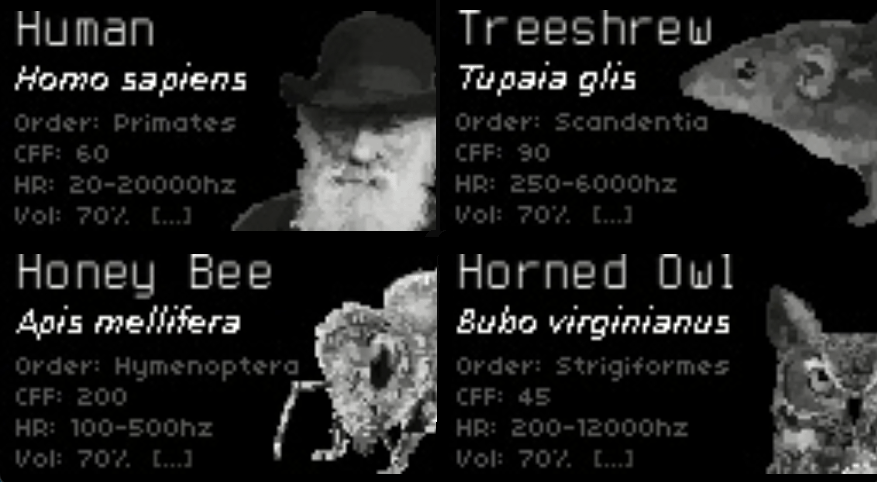 Human
Homo sapiens
Order: Primates
CFF: 60
HR: 20-20000hz
Vol: 70% [...]
Treeshrew
Tupaia glis
Order: Scandentia
CFF: 90
HR: 250-6000hz
Vol: 70% [...]
Honey Bee
Apis mellifera
Order: Hymenoptera
CFF: 200
HR: 100-500hz
Vol: 70% [...]
Horned Owl
Bubo virginianus
Order: Strigiformes
CFF: 45
HR: 200-12000hz
Vol: 70% [...]